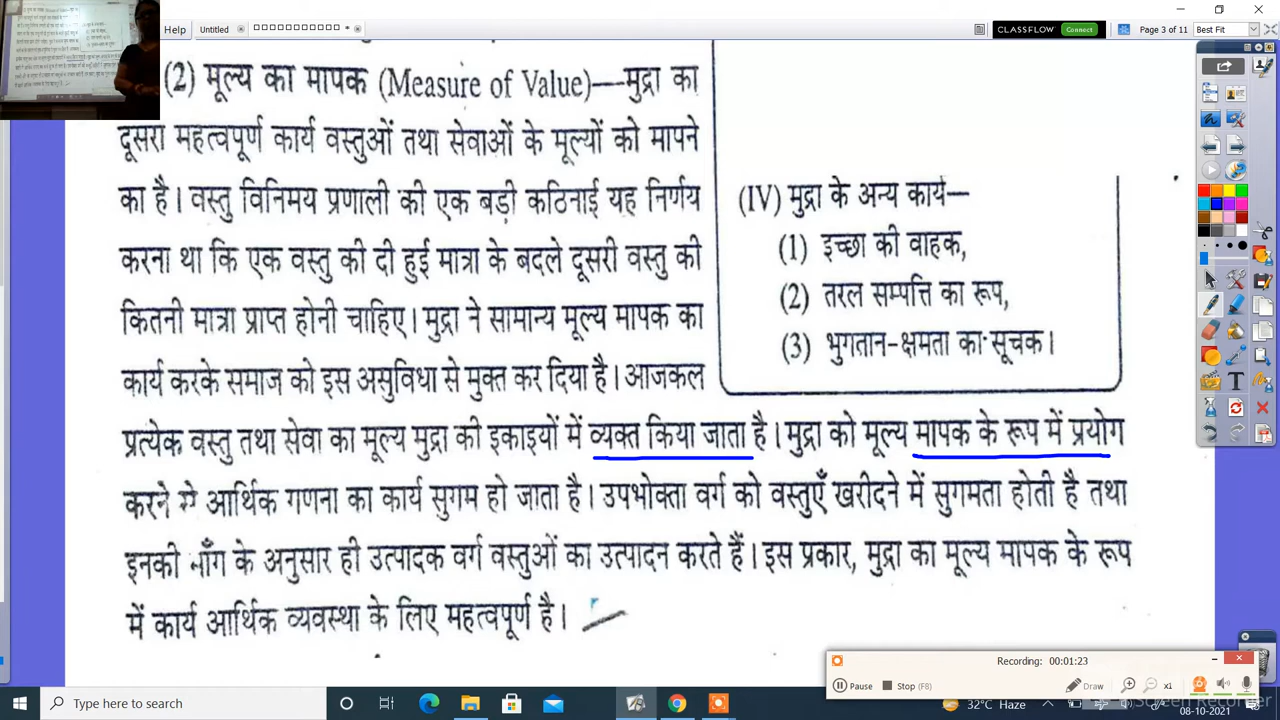 Help
Untitled
CLASSFLOW
Connect
Page 3 of 11
Best Fit
(2) मूल्य का मापक (Measure of Value)—मुद्रा का
दूसरा महत्वपूर्ण कार्य वस्तुओं तथा सेवाओं के मूल्यों को मापने
का है। वस्तु विनिमय प्रणाली की एक बड़ी कठिनाई यह निर्णय
करना था कि एक वस्तु की दी हुई मात्रा के बदले दूसरी वस्तु की
कितनी मात्रा प्राप्त होनी चाहिए। मुद्रा ने सामान्य मूल्य मापक का
कार्य करके समाज को इस असुविधा से मुक्त कर दिया है। आजकल
प्रत्येक वस्तु तथा सेवा का मूल्य मुद्रा की इकाइयों में व्यक्त किया जाता है। मुद्रा को मूल्य मापक के रूप में प्रयोग
करने से आर्थिक गणना का कार्य सुगम हो जाता है। उपभोक्ता वर्ग को वस्तुएँ खरीदने में सुगमता होती है तथा
इनकी माँग के अनुसार ही उत्पादक वर्ग वस्तुओं का उत्पादन करते हैं। इस प्रकार, मुद्रा का मूल्य मापक के रूप
में कार्य आर्थिक व्यवस्था के लिए महत्वपूर्ण है।
(IV) मुद्रा के अन्य कार्य—
(1) इच्छा की वाहक,
(2) तरल सम्पत्ति का रूप,
(3) भुगतान-क्षमता का सूचक।
Recording: 00:01:23
Pause
Stop (F8)
Draw
x1
Type here to search
32°C Haze
08-10-2021
Screen Recorder